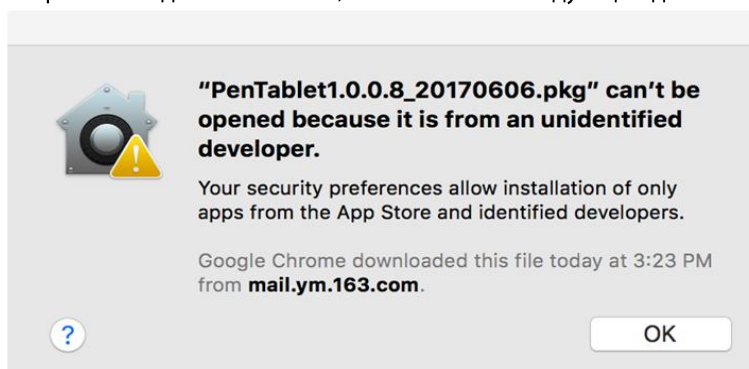 “PenTablet1.0.0.8_20170606.pkg” can’t be
opened because it is from an unidentified
developer.
Your security preferences allow installation of only
apps from the App Store and identified developers.
Google Chrome downloaded this file today at 3:23 PM
from mail.ym.163.com.
?
OK